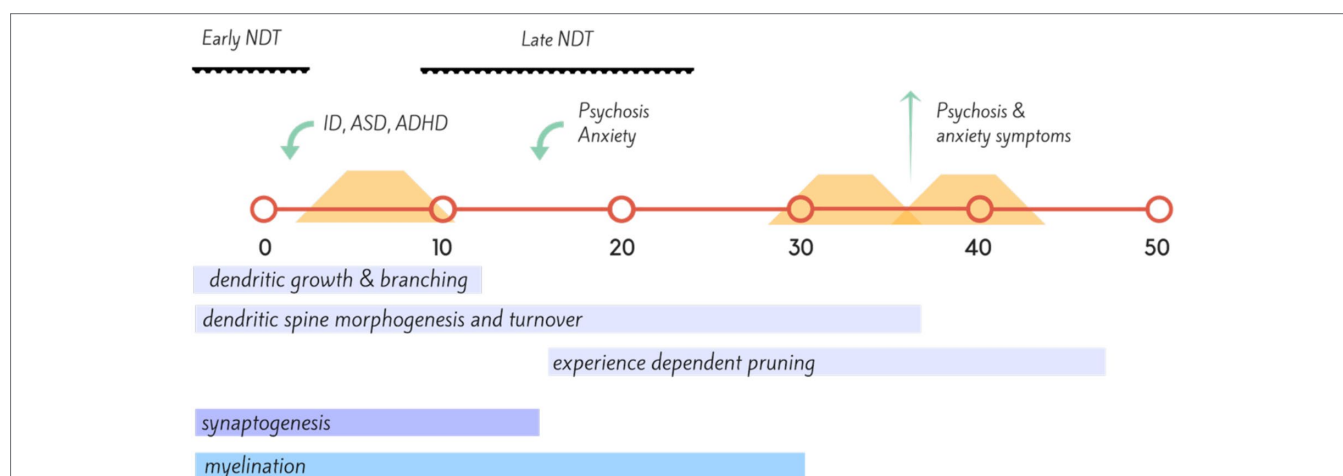 Early NDT
Late NDT
ID, ASD, ADHD
Psychosis
Anxiety
Psychosis &
anxiety symptoms
0 10 20 30 40 50
dendritic growth & branching
dendritic spine morphogenesis and turnover
experience dependent pruning
synaptogenesis
myelination